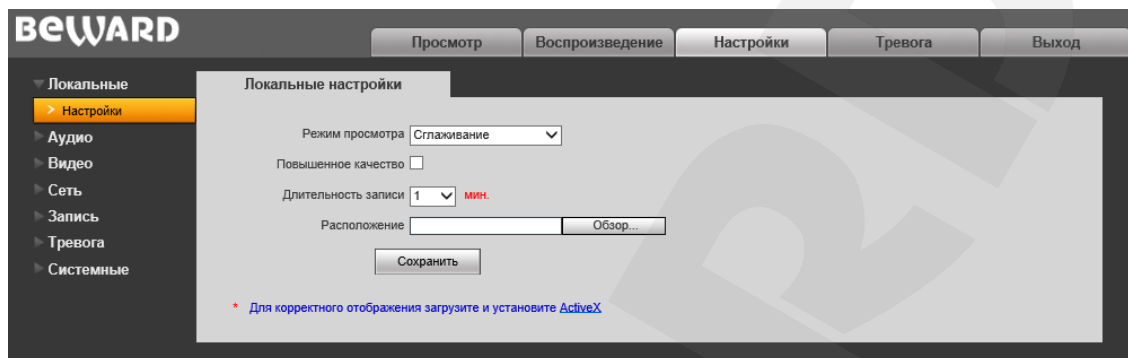 BEWARD
Просмотр Воспроизведение Настройки Тревога Выход
Локальные
> Настройки
Аудио
Видео
Сеть
Запись
Тревога
Системные
Локальные настройки
Режим просмотра Сглаживание
Повышенное качество
Длительность записи 1 мин.
Расположение Обзор...
Сохранить
* Для корректного отображения загрузите и установите ActiveX